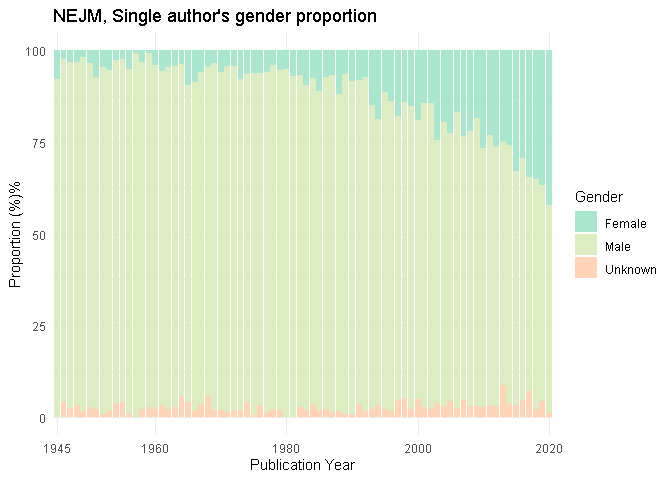 NEJM, Single author's gender proportion
100
75
50
25
0
Proportion (%)%
1945
1960
1980
2000
2020
Publication Year
Gender
Female
Male
Unknown